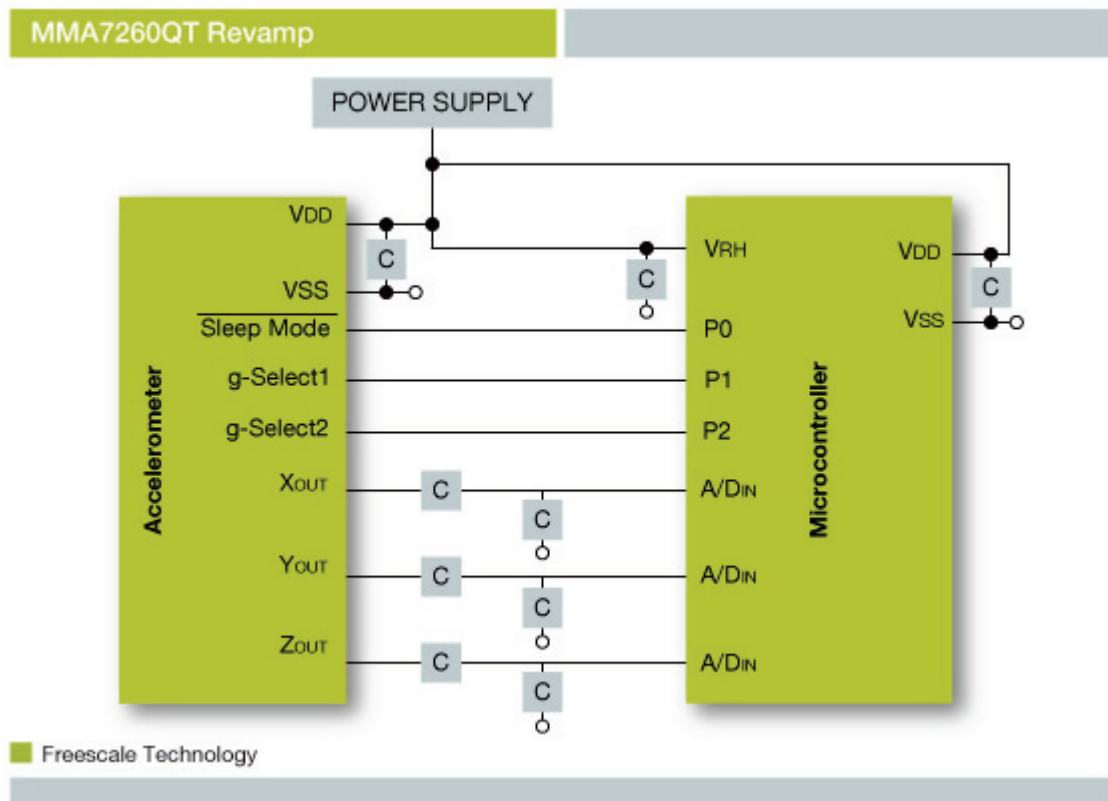 MMA7260QT Revamp
POWER SUPPLY
Accelerometer
VDD
C
VSS
Sleep Mode
g-Select1
g-Select2
XOUT
C
C
YOUT
C
C
ZOUT
C
C
C
VRH
P0
P1
P2
A/DIN
A/DIN
A/DIN
Microcontroller
VDD
C
VSS
Freescale Technology